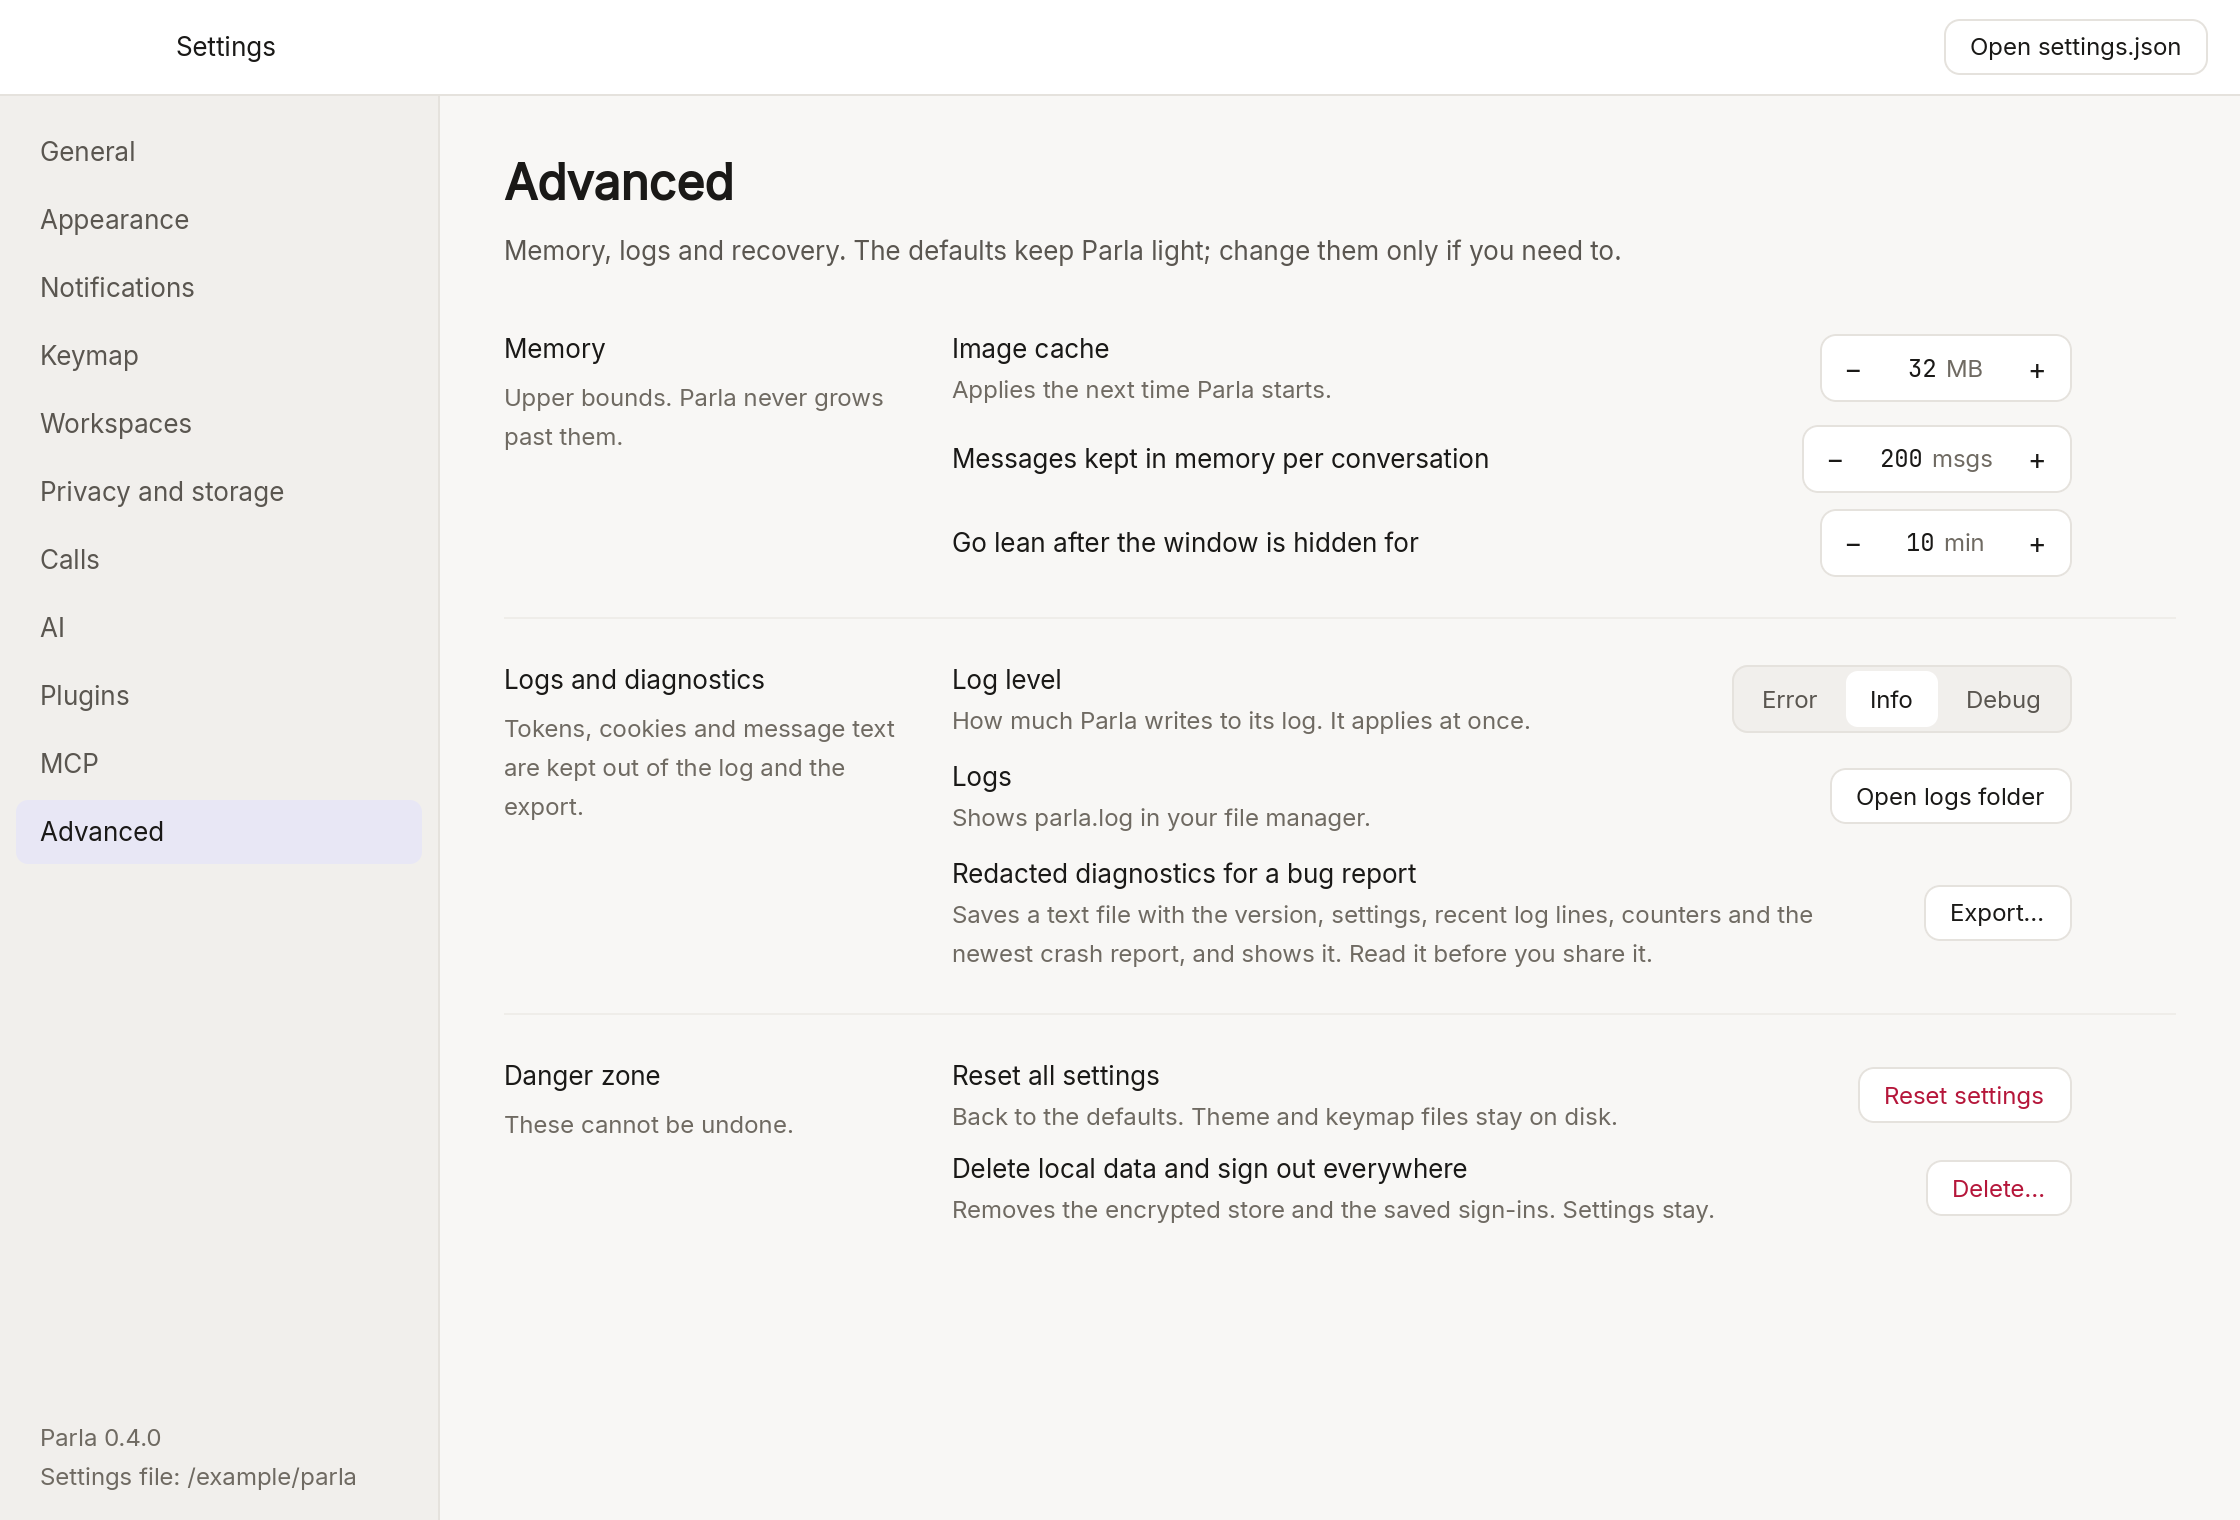 Settings
Open settings.json
General
Appearance
Notifications
Keymap
Workspaces
Privacy and storage
Calls
AI
Plugins
MCP
Advanced
Parla 0.4.0
Settings file: /example/parla
Advanced
Memory, logs and recovery. The defaults keep Parla light; change them only if you need to.
Memory
Upper bounds. Parla never grows
past them.
Image cache
Applies the next time Parla starts.
− 32 MB +
Messages kept in memory per conversation
− 200 msgs +
Go lean after the window is hidden for
− 10 min +
Logs and diagnostics
Tokens, cookies and message text
are kept out of the log and the
export.
Log level
How much Parla writes to its log. It applies at once.
Error Info Debug
Logs
Shows parla.log in your file manager.
Open logs folder
Redacted diagnostics for a bug report
Saves a text file with the version, settings, recent log lines, counters and the
newest crash report, and shows it. Read it before you share it.
Export...
Danger zone
These cannot be undone.
Reset all settings
Back to the defaults. Theme and keymap files stay on disk.
Reset settings
Delete local data and sign out everywhere
Removes the encrypted store and the saved sign-ins. Settings stay.
Delete...